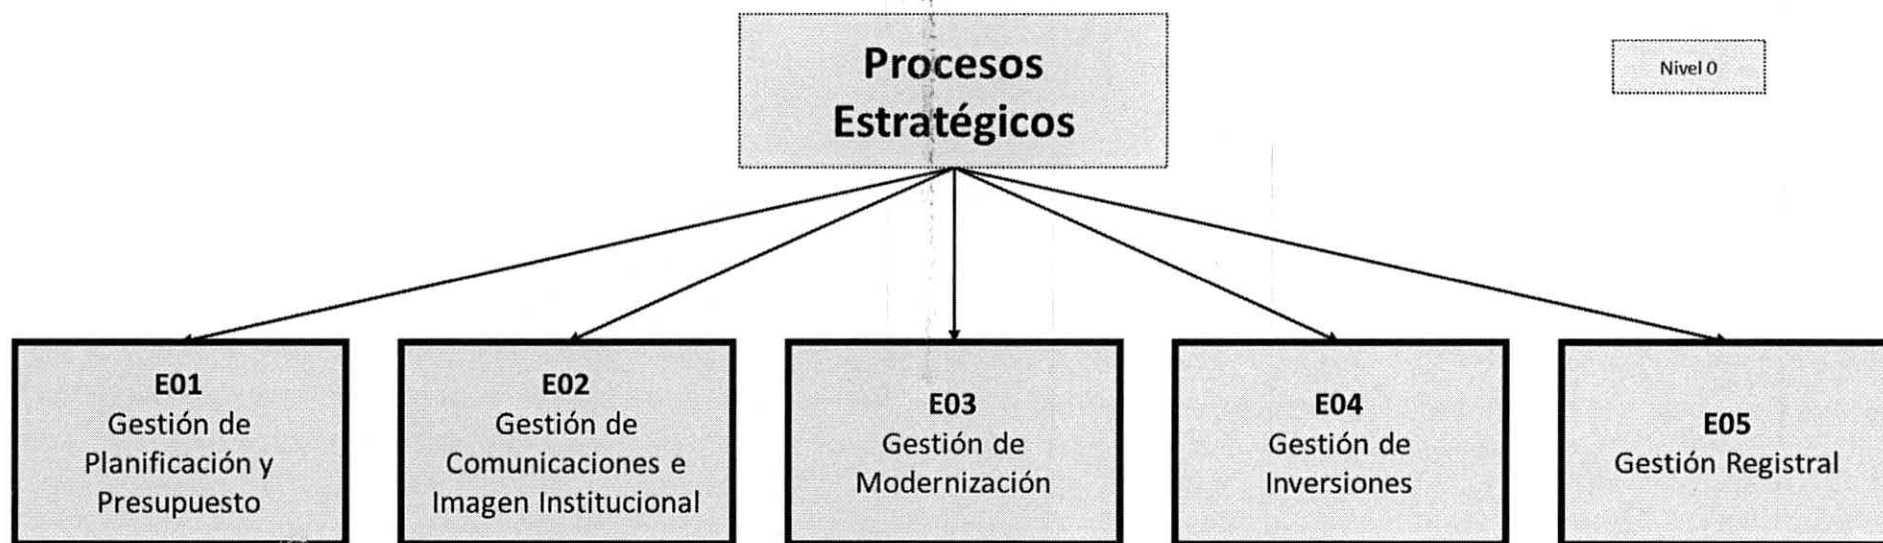 Procesos
Estratégicos
Nivel 0
E01
Gestión de
Planificación y
Presupuesto
E02
Gestión de
Comunicaciones e
Imagen Institucional
E03
Gestión de
Modernización
E04
Gestión de
Inversiones
E05
Gestión Registral